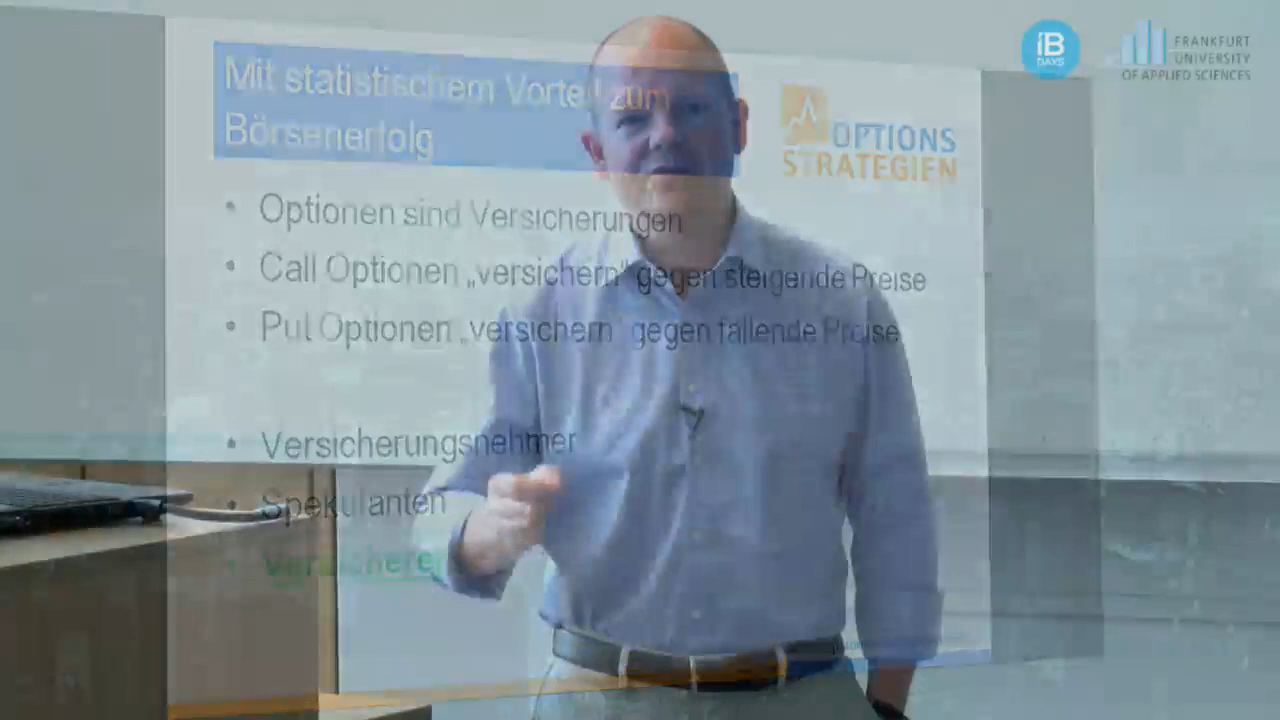 Mit statistischem Vorteil zum
Börsenerfolg
OPTIONS
STRATEGIEN
• Optionen sind Versicherungen
• Call Optionen „versichern“ gegen steigende Preise
• Put Optionen „versichern“ gegen fallende Preise
• Versicherungsnehmer
• Spekulanten
• Versicherer
iB
DAYS
FRANKFURT
UNIVERSITY
OF APPLIED SCIENCES